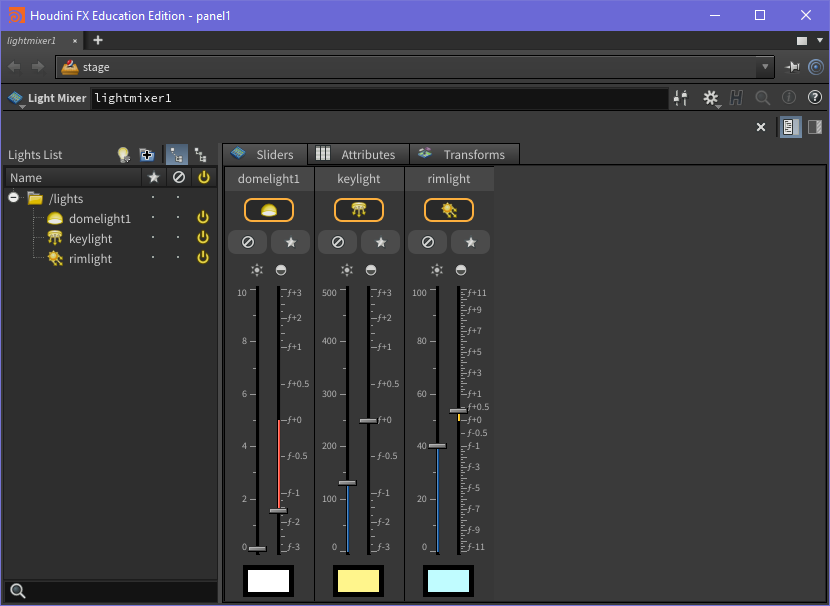 Houdini FX Education Edition - panel1
lightmixer1
stage
Light Mixer lightmixer1
Lights List
Sliders Attributes Transforms
Name
/lights
domelight1
keylight
rimlight
domelight1 keylight rimlight
10 ƒ+3 500 ƒ+3 100 ƒ+11
ƒ+9
ƒ+2 ƒ+2
ƒ+7
8 400 80
ƒ+1 ƒ+1
ƒ+5
ƒ+3
ƒ+0.5 ƒ+0.5
6 300 60 ƒ+1
ƒ+0.5
ƒ+0 ƒ+0 ƒ+0
ƒ-0.5
4 200 40 ƒ-1
ƒ-0.5 ƒ-0.5
ƒ-3
ƒ-5
ƒ-1 ƒ-1
2 100 20
ƒ-7
ƒ-2 ƒ-2
ƒ-9
0 ƒ-3 0 ƒ-3 0 ƒ-11